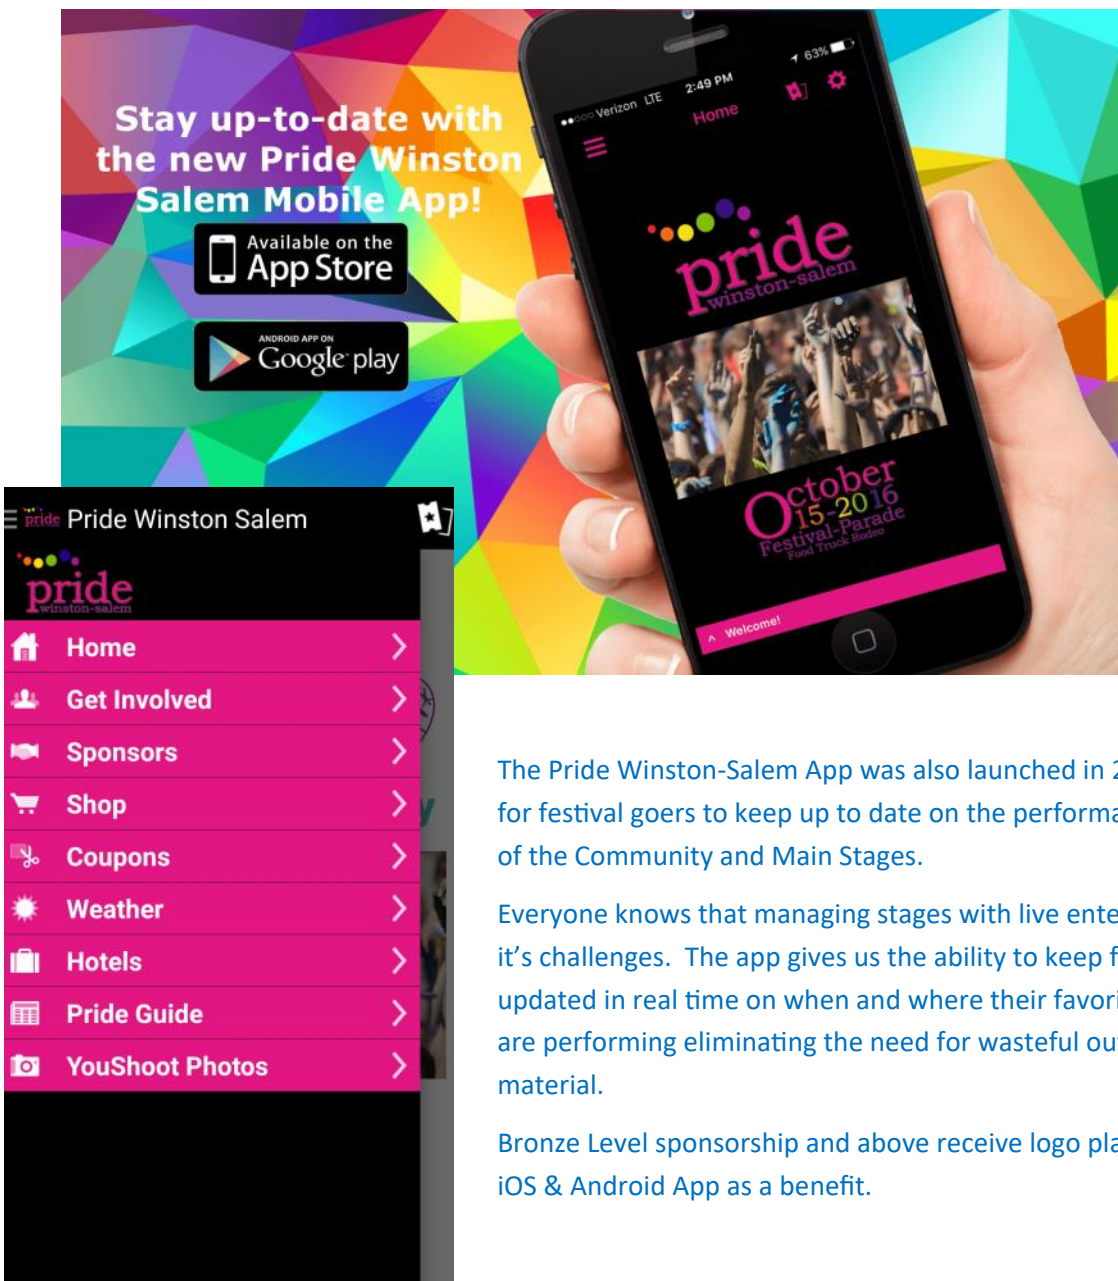 Stay up-to-date with
the new Pride Winston
Salem Mobile App!
Available on the
App Store
ANDROID APP ON
Google play
Verizon LTE 2:49 PM 63%
Home
pride
winston-salem
October
15-2016
Festival-Parade
Food Truck Rodeo
^ Welcome!
pride Pride Winston Salem
pride
winston-salem
Home
Get Involved
Sponsors
Shop
Coupons
Weather
Hotels
Pride Guide
YouShoot Photos
The Pride Winston-Salem App was also launched in
for festival goers to keep up to date on the
of the Community and Main Stages.
Everyone knows that managing stages with live
it’s challenges. The app gives us the ability to keep
updated in real time on when and where their
are performing eliminating the need for wasteful
material.
Bronze Level sponsorship and above receive logo
iOS & Android App as a benefit.